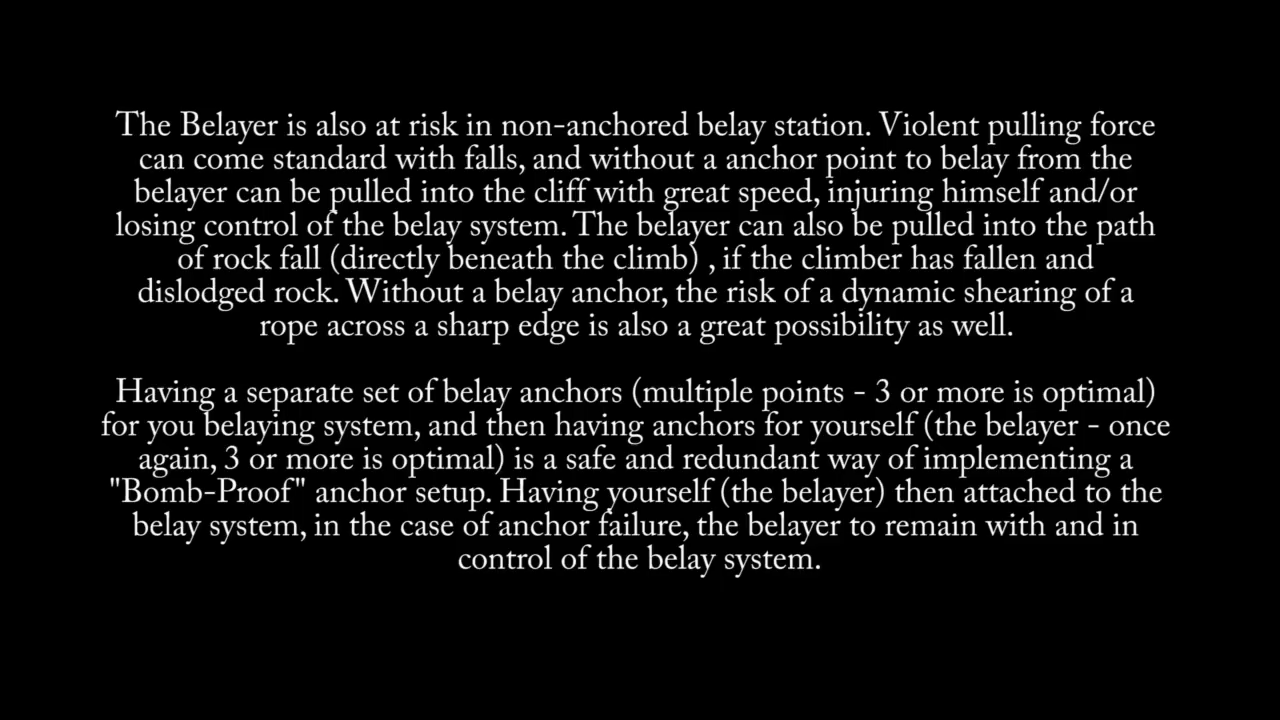 The Belayer is also at risk in non-anchored belay station. Violent pulling force
can come standard with falls, and without a anchor point to belay from the
belayer can be pulled into the cliff with great speed, injuring himself and/or
losing control of the belay system. The belayer can also be pulled into the path
of rock fall (directly beneath the climb) , if the climber has fallen and
dislodged rock. Without a belay anchor, the risk of a dynamic shearing of a
rope across a sharp edge is also a great possibility as well.
Having a separate set of belay anchors (multiple points - 3 or more is optimal)
for you belaying system, and then having anchors for yourself (the belayer - once
again, 3 or more is optimal) is a safe and redundant way of implementing a
"Bomb-Proof" anchor setup. Having yourself (the belayer) then attached to the
belay system, in the case of anchor failure, the belayer to remain with and in
control of the belay system.